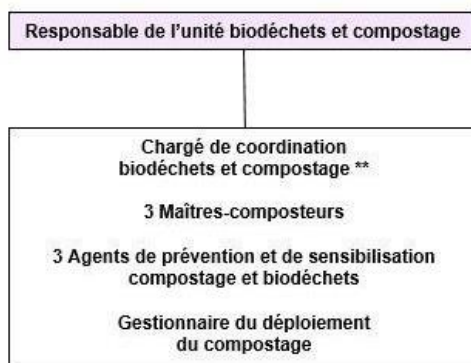 Responsable de l’unité biodéchets et compostage
Chargé de coordination
biodéchets et compostage **
3 Maîtres-composteurs
3 Agents de prévention et de sensibilisation
compostage et biodéchets
Gestionnaire du déploiement
du compostage